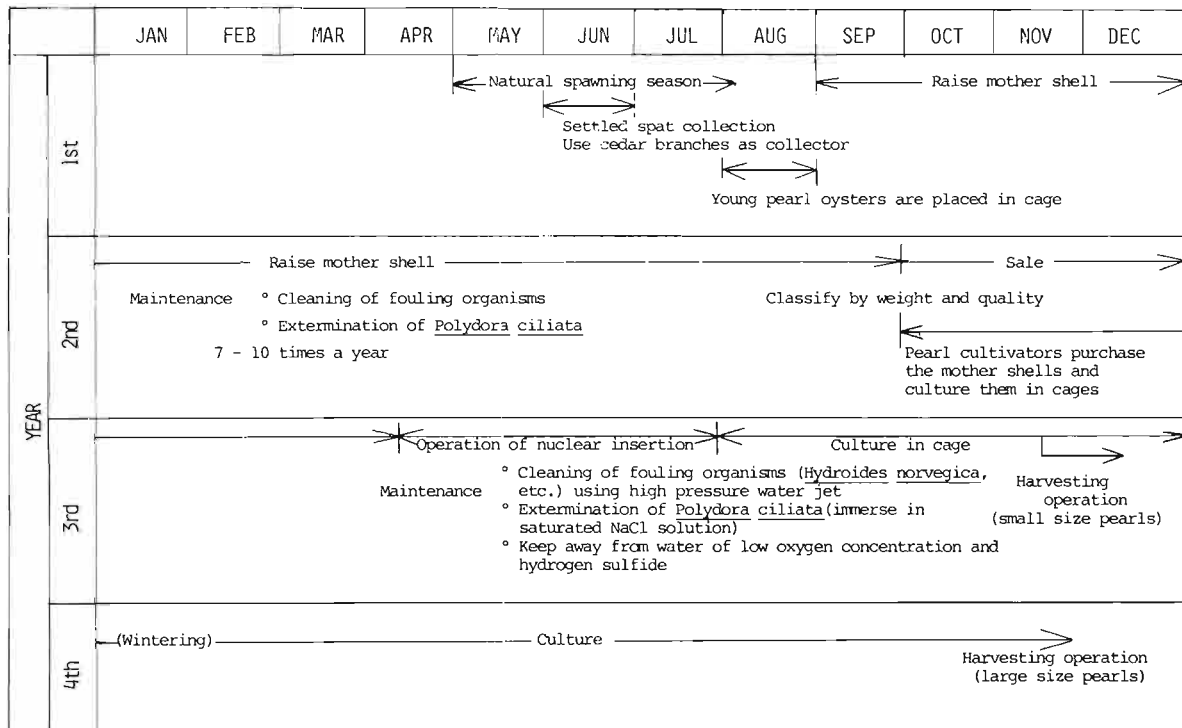 JAN FEB MAR APR MAY JUN JUL AUG SEP OCT NOV DEC
YEAR
1st
Natural spawning season
Raise mother shell
Settled spat collection
Use cedar branches as collector
Young pearl oysters are placed in cage
2nd
Raise mother shell
Sale
Maintenance ° Cleaning of fouling organisms
Classify by weight and quality
° Extermination of Polydora ciliata
7 - 10 times a year
Pearl cultivators purchase
the mother shells and
culture them in cages
3rd
Operation of nuclear insertion
Culture in cage
Maintenance
° Cleaning of fouling organisms (Hydroides norvegica,
etc.) using high pressure water jet
° Extermination of Polydora ciliata(immerse in
saturated NaCl solution)
° Keep away from water of low oxygen concentration and
hydrogen sulfide
Harvesting
operation
(small size pearls)
4th
(Wintering)
Culture
Harvesting operation
(large size pearls)